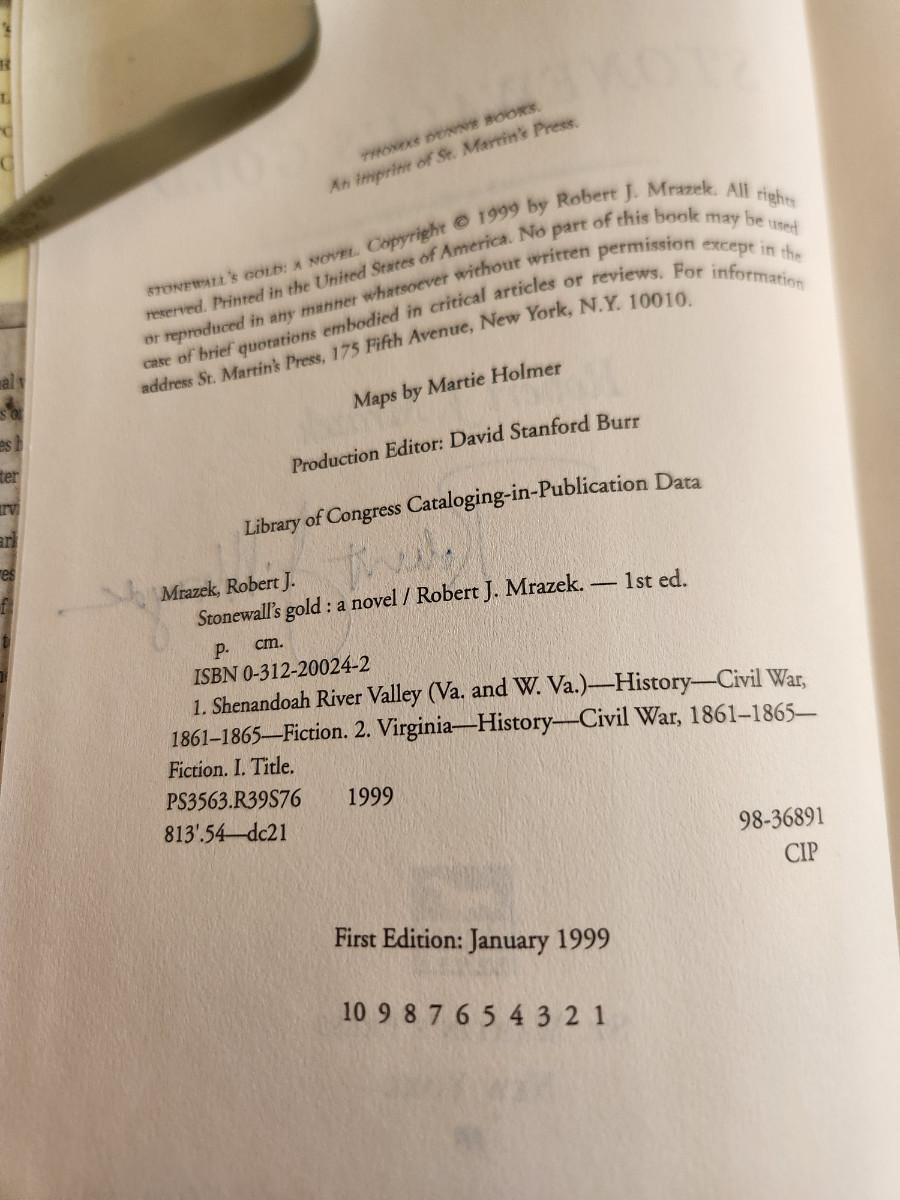 THOMAS DUNNE BOOKS.
An imprint of St. Martin's Press.
STONEWALL'S GOLD: A NOVEL. Copyright © 1999 by Robert J. Mrazek. All rights
reserved. Printed in the United States of America. No part of this book may be used
or reproduced in any manner whatsoever without written permission except in the
case of brief quotations embodied in critical articles or reviews. For information
address St. Martin's Press, 175 Fifth Avenue, New York, N.Y. 10010.
Maps by Martie Holmer
Production Editor: David Stanford Burr
Library of Congress Cataloging-in-Publication Data
Mrazek, Robert J.
Stonewall's gold : a novel / Robert J. Mrazek. — 1st ed.
p. cm.
ISBN 0-312-20024-2
1. Shenandoah River Valley (Va. and W. Va.)—History—Civil War,
1861–1865—Fiction. 2. Virginia—History—Civil War, 1861–1865—
Fiction. I. Title.
PS3563.R39S76 1999
813'.54—dc21
98-36891
CIP
First Edition: January 1999
10 9 8 7 6 5 4 3 2 1